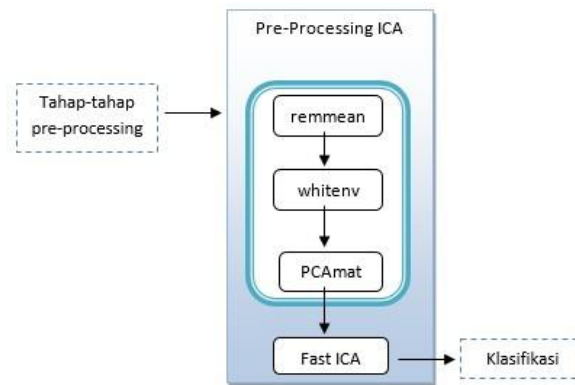 Pre-Processing ICA
Tahap-tahap
pre-processing
remmean
whitenv
PCAmat
Fast ICA
Klasifikasi